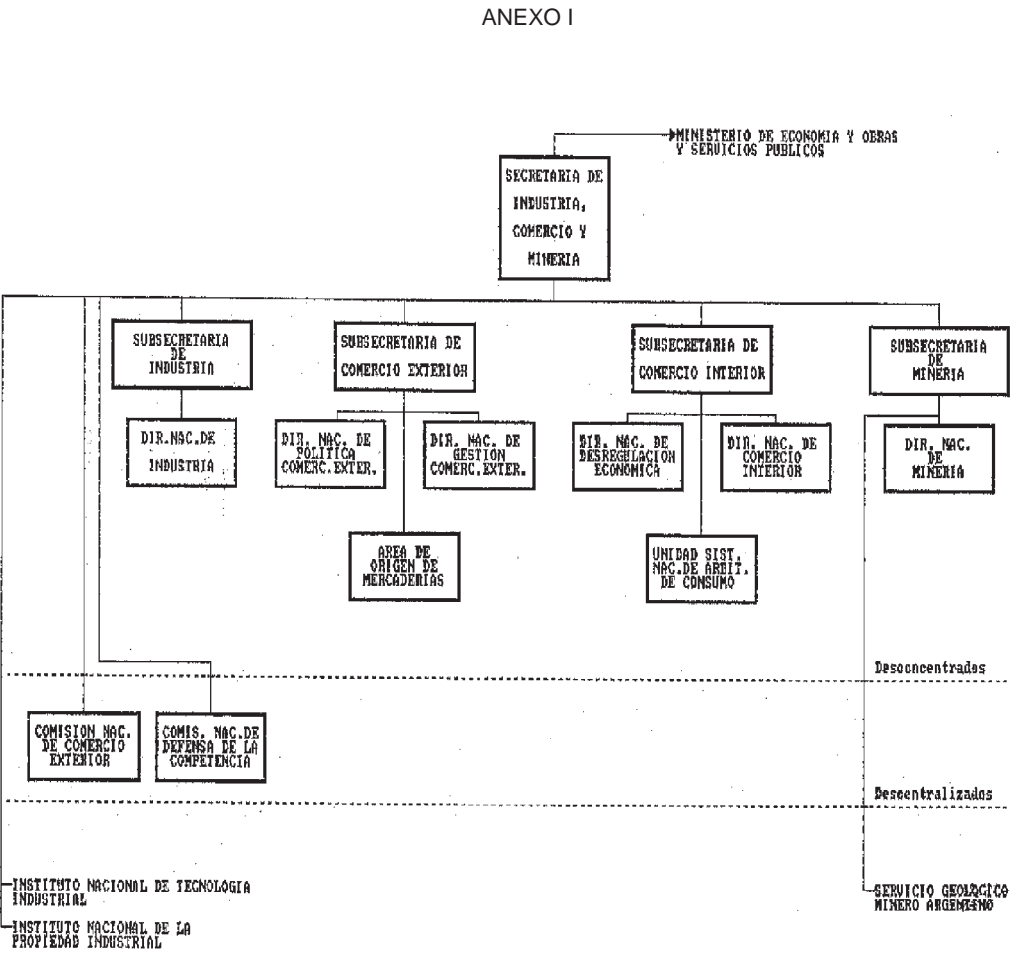 ANEXO I
MINISTERIO DE ECONOMIA Y OBRAS
Y SERVICIOS PUBLICOS
SECRETARIA DE
INDUSTRIA,
COMERCIO Y
MINERIA
SUBSECRETARIA
DE
INDUSTRIA
SUBSECRETARIA DE
COMERCIO EXTERIOR
SUBSECRETARIA DE
COMERCIO INTERIOR
SUBSECRETARIA
DE
MINERIA
DIR.NAC.DE
INDUSTRIA
DIR. NAC. DE
POLITICA
COMERC.EXTER.
DIR. NAC. DE
GESTION
COMERC.EXTER.
DIR. NAC. DE
DESREGULACION
ECONOMICA
DIR. NAC. DE
COMERCIO
INTERIOR
DIR. NAC.
DE
MINERIA
AREA DE
ORIGEN DE
MERCADERIAS
UNIDAD SIST.
NAC.DE ARBIT.
DE CONSUMO
Desconcentrados
COMISION NAC.
DE COMERCIO
EXTERIOR
COMIS. NAC.DE
DEFENSA DE LA
COMPETENCIA
Descentralizados
INSTITUTO NACIONAL DE TECNOLOGIA
INDUSTRIAL
SERVICIO GEOLOGICO
MINERO ARGENTINO
INSTITUTO NACIONAL DE LA
PROPIEDAD INDUSTRIAL